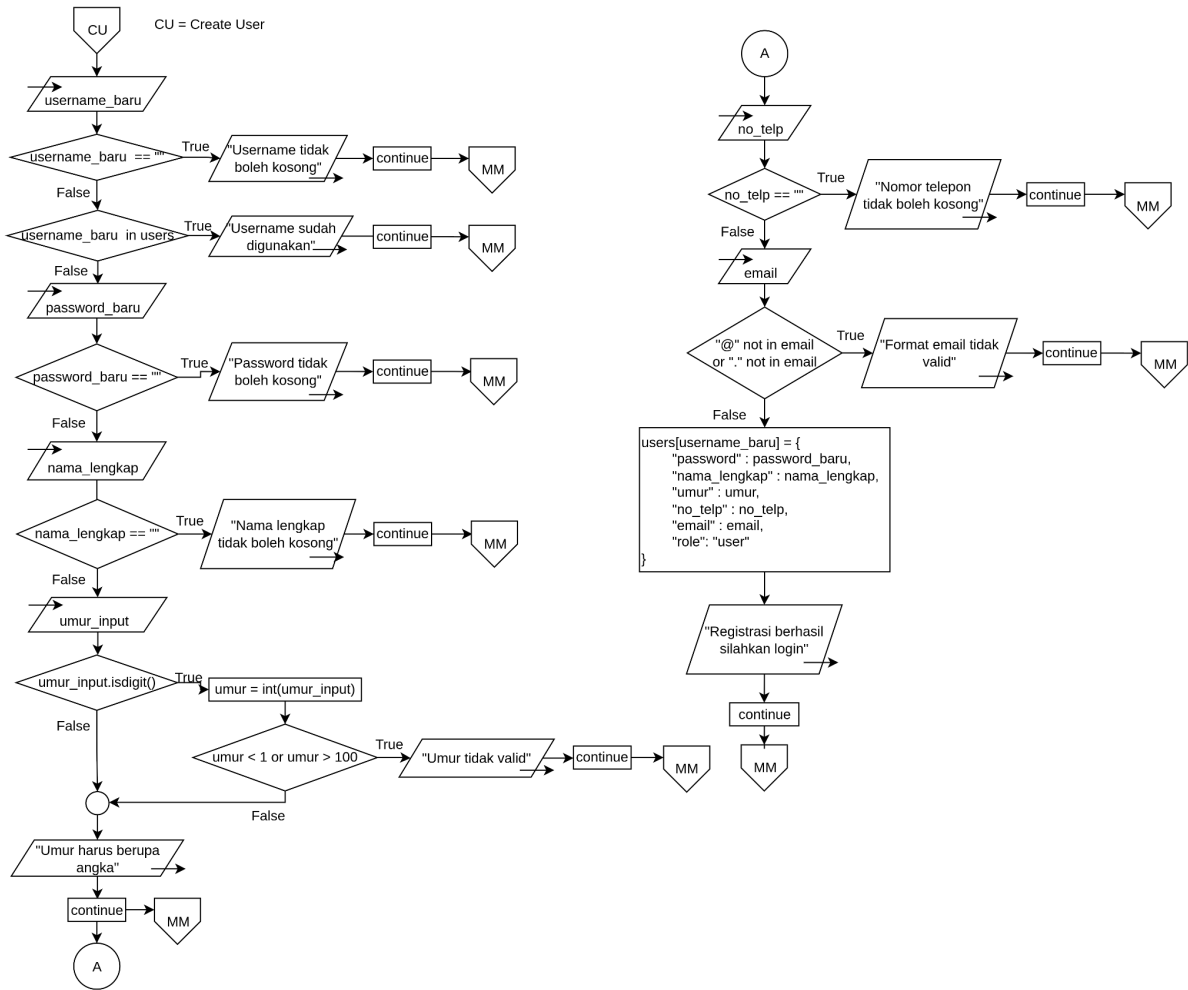 CU
CU = Create User
username_baru
username_baru == ""
True
"Username tidak
boleh kosong"
continue
MM
False
username_baru in users
True
"Username sudah
digunakan"
continue
MM
False
password_baru
password_baru == ""
True
"Password tidak
boleh kosong"
continue
MM
False
nama_lengkap
nama_lengkap == ""
True
"Nama lengkap
tidak boleh kosong"
continue
MM
False
umur_input
umur_input.isdigit()
True
umur = int(umur_input)
False
umur < 1 or umur > 100
True
"Umur tidak valid"
continue
MM
False
"Umur harus berupa
angka"
continue
MM
A
A
no_telp
no_telp == ""
True
"Nomor telepon
tidak boleh kosong"
continue
MM
False
email
"@" not in email
or "." not in email
True
"Format email tidak
valid"
continue
MM
False
users[username_baru] = {
"password" : password_baru,
"nama_lengkap" : nama_lengkap,
"umur" : umur,
"no_telp" : no_telp,
"email" : email,
"role": "user"
}
"Registrasi berhasil
silahkan login"
continue
MM